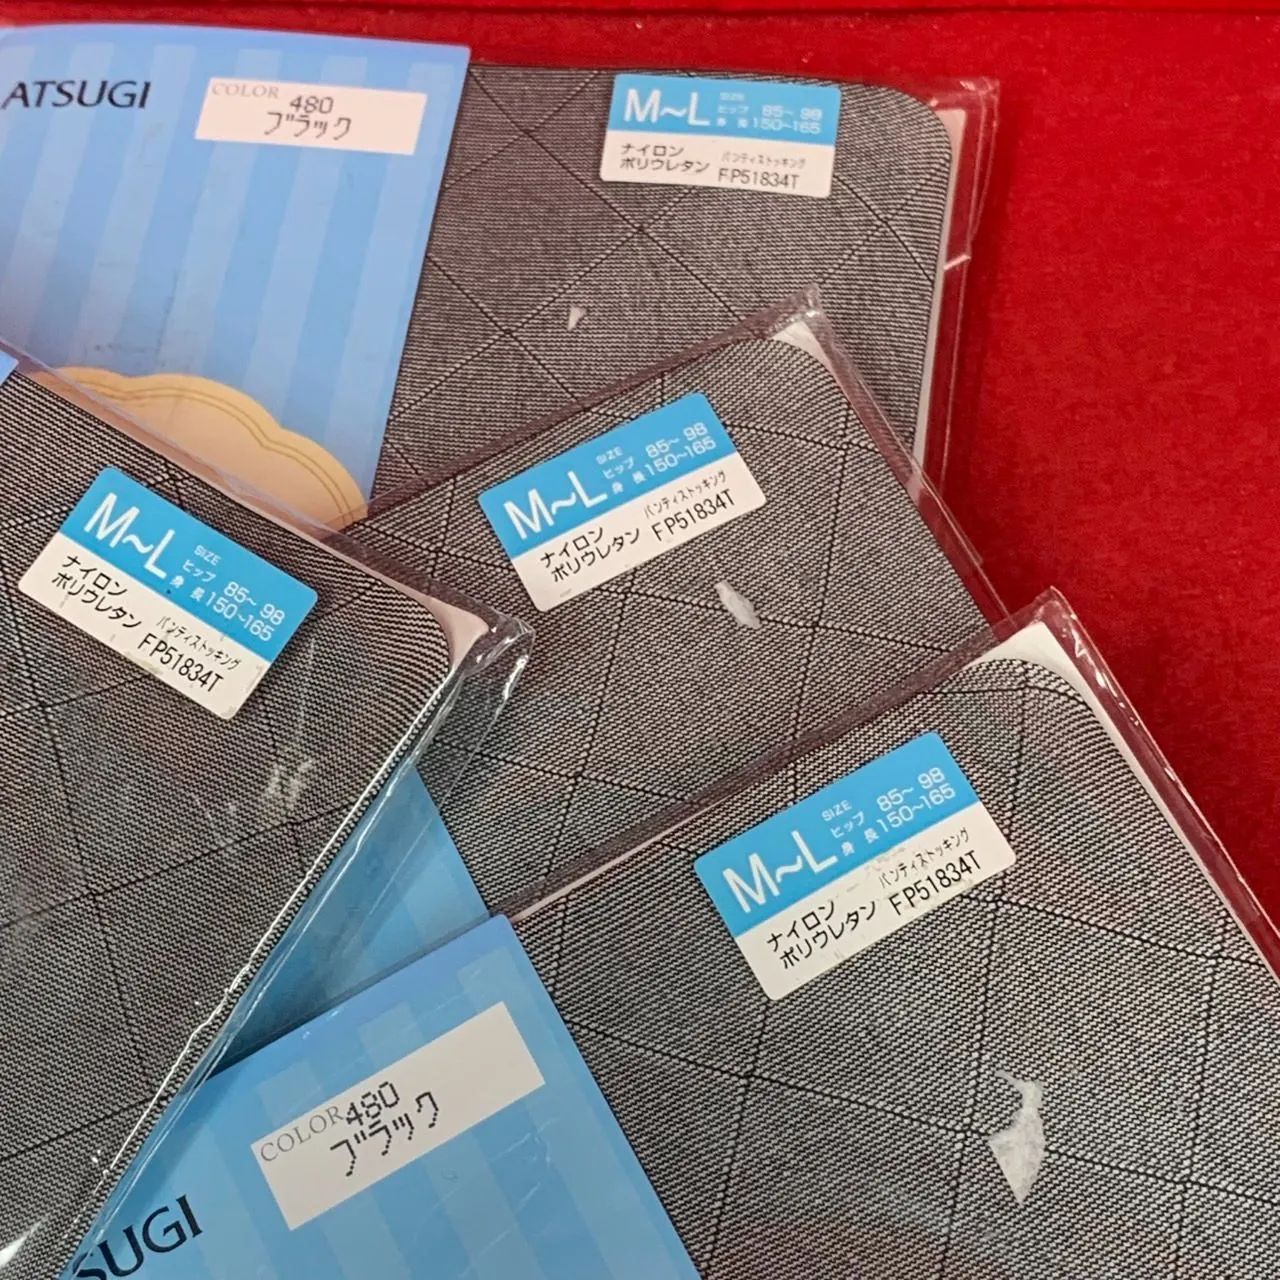 ATSUGI
COLOR 480
ブラック
M~L SIZE
ヒップ 85~98
身長 150~165
ナイロン
ポリウレタン
パンティストッキング
FP51834T
M~L SIZE
ヒップ 85~98
身長 150~165
ナイロン
ポリウレタン
パンティストッキング
FP51834T
M~L SIZE
ヒップ 85~98
身長 150~165
ナイロン
ポリウレタン
パンティストッキング
FP51834T
M~L SIZE
ヒップ 85~98
身長 150~165
ナイロン
ポリウレタン
パンティストッキング
FP51834T
COLOR 480
ブラック
SUGI